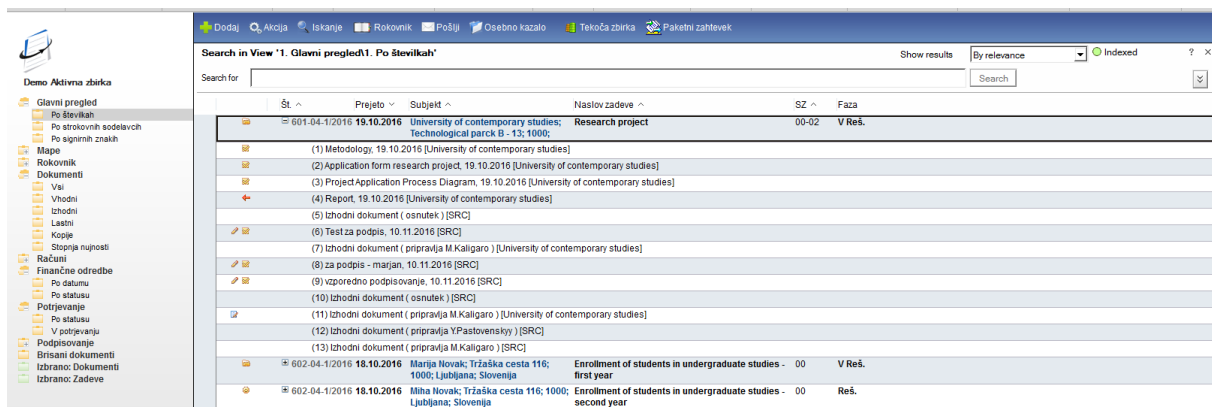 Dodaj Akcija Iskanje Rokovnik Pošlji Osebno kazalo Tekoča zbirka Paketni zahtevek
Search in View '1. Glavni pregled\1. Po številkah'
Show results By relevance Indexed ? ×
Search for Search
Demo Aktivna zbirka
Glavni pregled
Po številkah
Po strokovnih sodelavcih
Po signirnih znakih
Mape
Rokovnik
Dokumenti
Vsi
Vhodni
Izhodni
Lastni
Kopije
Stopnja nujnosti
Računi
Finančne odredbe
Po datumu
Po statusu
Potrjevanje
Po statusu
V potrjevanju
Podpisovanje
Brisani dokumenti
Izbrano: Dokumenti
Izbrano: Zadeve
Št. Prejeto Subjekt Naslov zadeve SZ Faza
601-04-1/2016 19.10.2016 University of contemporary studies; Research project 00-02 V Reš.
Technological parck B - 13; 1000;
(1) Metodology, 19.10.2016 [University of contemporary studies]
(2) Application form research project, 19.10.2016 [University of contemporary studies]
(3) Project Application Process Diagram, 19.10.2016 [University of contemporary studies]
(4) Report, 19.10.2016 [University of contemporary studies]
(5) Izhodni dokument ( osnutek ) [SRC]
(6) Test za podpis, 10.11.2016 [SRC]
(7) Izhodni dokument ( pripravlja M.Kaligaro ) [University of contemporary studies]
(8) za podpis - marjan, 10.11.2016 [SRC]
(9) vzporedno podpisovanje, 10.11.2016 [SRC]
(10) Izhodni dokument ( osnutek ) [SRC]
(11) Izhodni dokument ( pripravlja M.Kaligaro ) [University of contemporary studies]
(12) Izhodni dokument ( pripravlja Y.Pastovenskyy ) [SRC]
(13) Izhodni dokument ( pripravlja M.Kaligaro ) [SRC]
602-04-1/2016 18.10.2016 Marija Novak; Tržaška cesta 116; Enrollment of students in undergraduate studies - 00 V Reš.
1000; Ljubljana; Slovenija first year
602-04-1/2016 18.10.2016 Miha Novak; Tržaška cesta 116; 1000; Enrollment of students in undergraduate studies - 00 Reš.
Ljubljana; Slovenija second year